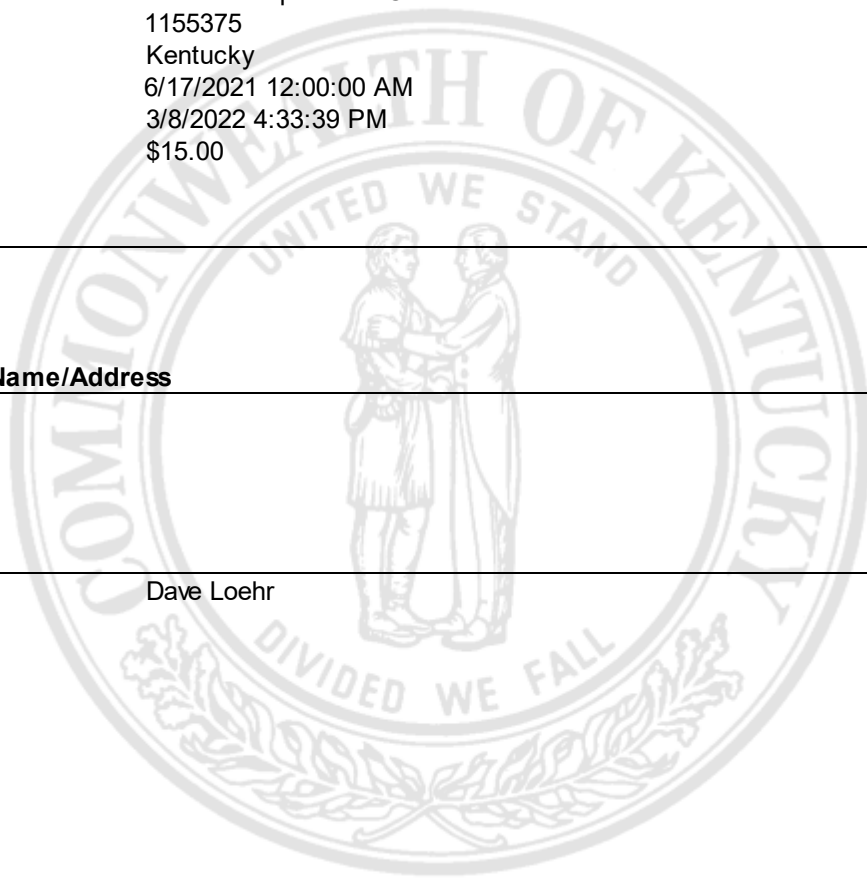 1155375
Kentucky
6/17/2021 12:00:00 AM
3/8/2022 4:33:39 PM
$15.00
COMMONWEALTH OF KENTUCKY
UNITED WE STAND
Name/Address
Dave Loehr
DIVIDED WE FALL